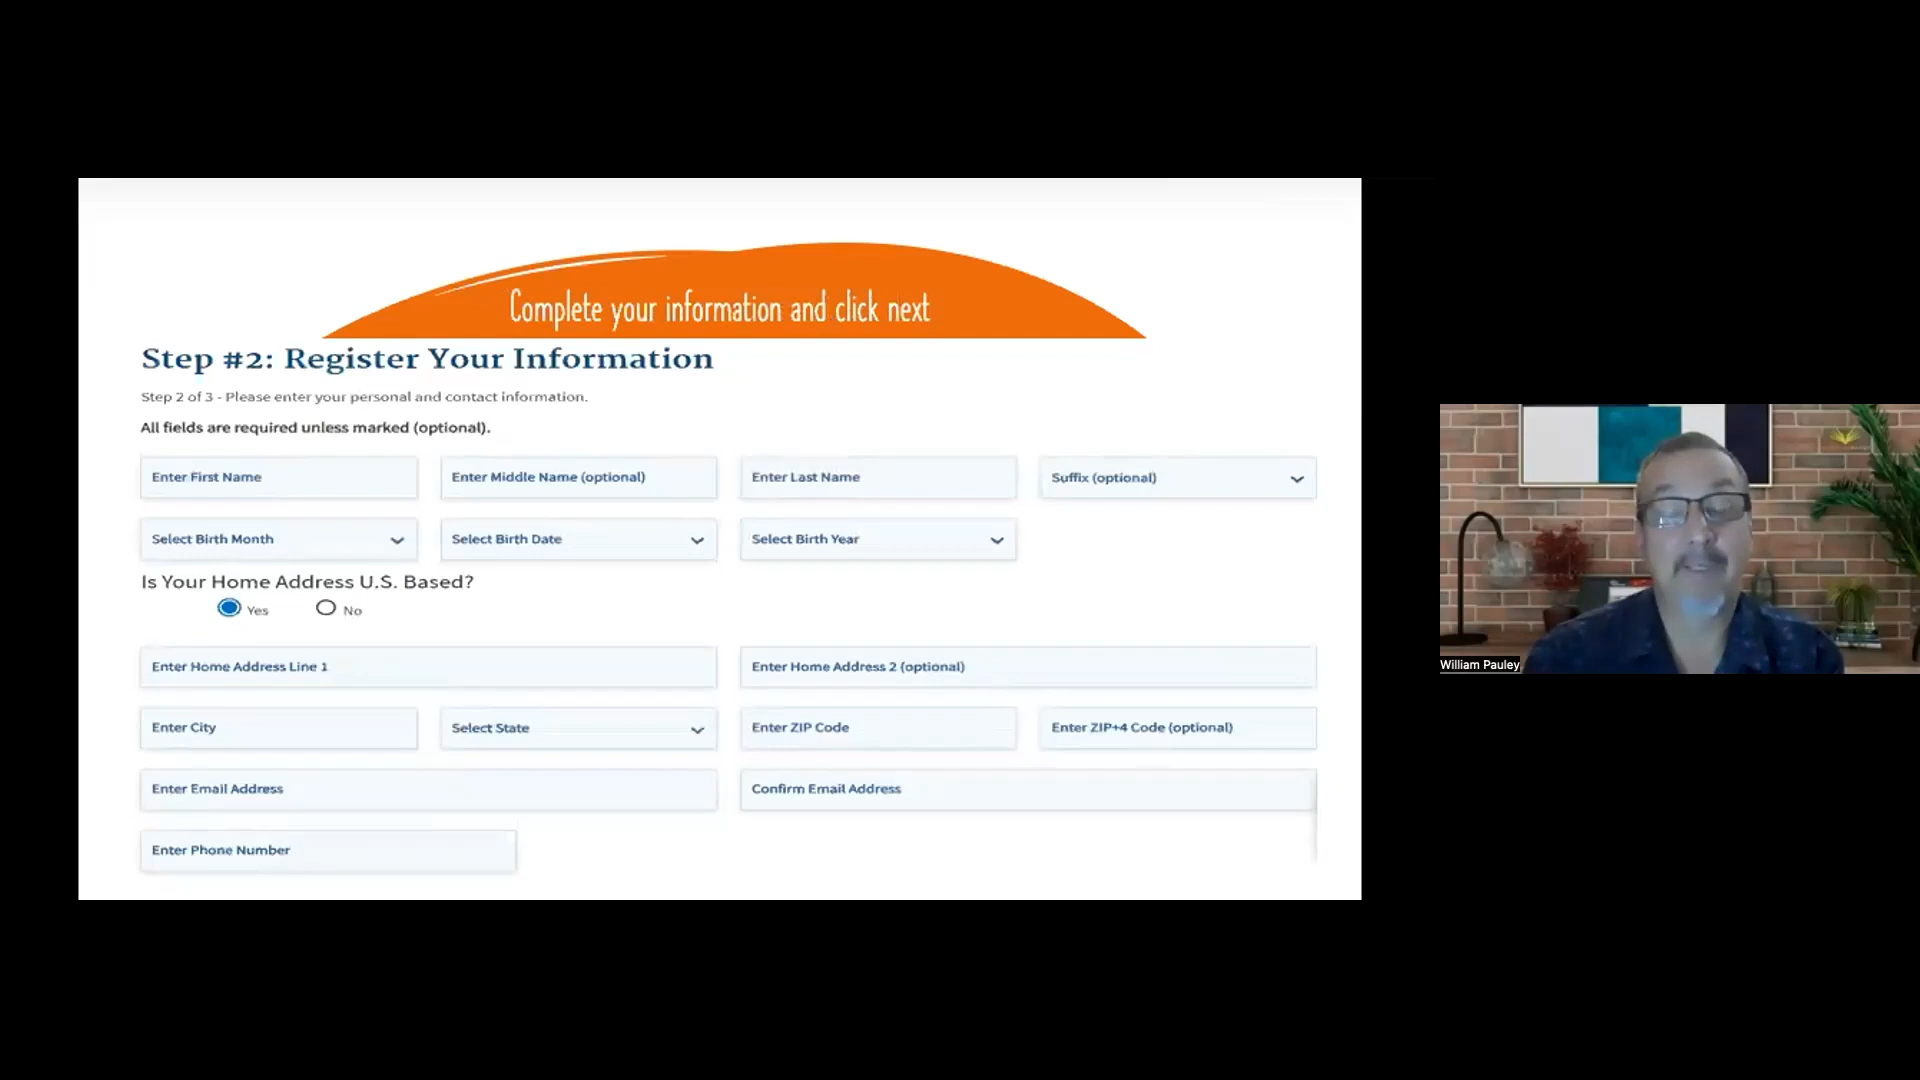 Complete your information and click next
Step #2: Register Your Information
Step 2 of 3 - Please enter your personal and contact information.
All fields are required unless marked (optional).
Enter First Name
Enter Middle Name (optional)
Enter Last Name
Suffix (optional)
Select Birth Month
Select Birth Date
Select Birth Year
Is Your Home Address U.S. Based?
Yes
No
Enter Home Address Line 1
Enter Home Address 2 (optional)
Enter City
Select State
Enter ZIP Code
Enter ZIP+4 Code (optional)
Enter Email Address
Confirm Email Address
Enter Phone Number
William Pauley